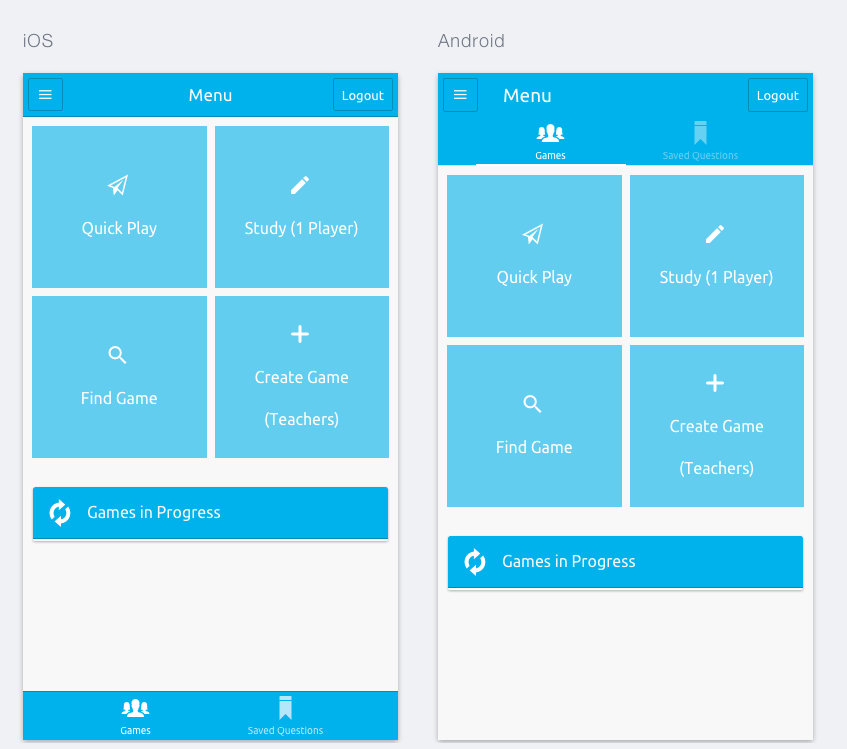 iOS
Menu
Logout
Quick Play
Study (1 Player)
Find Game
Create Game
(Teachers)
Games in Progress
Games
Saved Questions
Android
Menu
Logout
Games
Saved Questions
Quick Play
Study (1 Player)
Find Game
Create Game
(Teachers)
Games in Progress